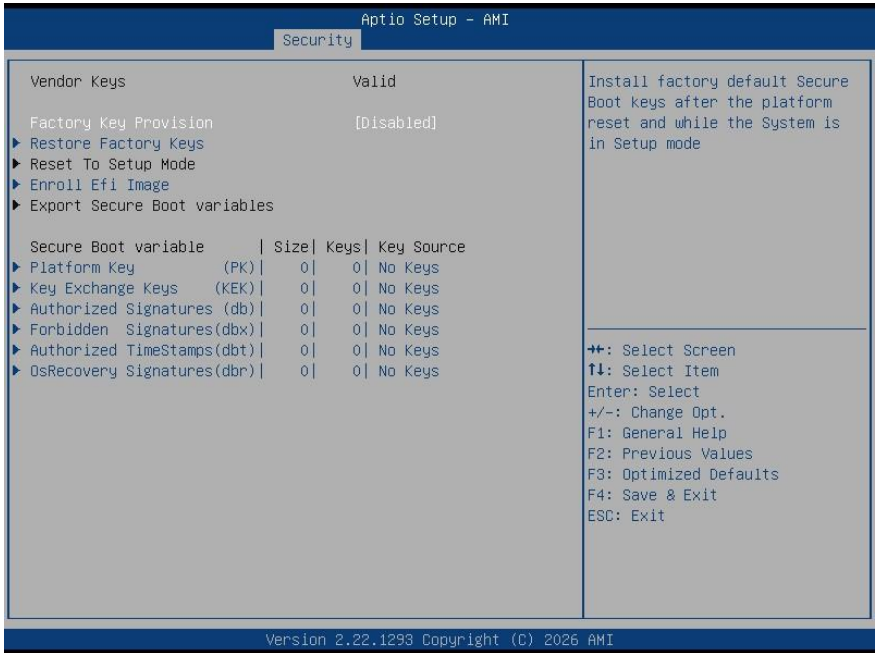 Aptio Setup – AMI
Security
Vendor Keys Valid
Factory Key Provision [Disabled]
Restore Factory Keys
Reset To Setup Mode
Enroll Efi Image
Export Secure Boot variables
Secure Boot variable | Size| Keys| Key Source
Platform Key (PK)| 0| 0| No Keys
Key Exchange Keys (KEK)| 0| 0| No Keys
Authorized Signatures (db)| 0| 0| No Keys
Forbidden Signatures(dbx)| 0| 0| No Keys
Authorized TimeStamps(dbt)| 0| 0| No Keys
OsRecovery Signatures(dbr)| 0| 0| No Keys
Install factory default Secure
Boot keys after the platform
reset and while the System is
in Setup mode
→←: Select Screen
↑↓: Select Item
Enter: Select
+/-: Change Opt.
F1: General Help
F2: Previous Values
F3: Optimized Defaults
F4: Save & Exit
ESC: Exit
Version 2.22.1293 Copyright (C) 2026 AMI